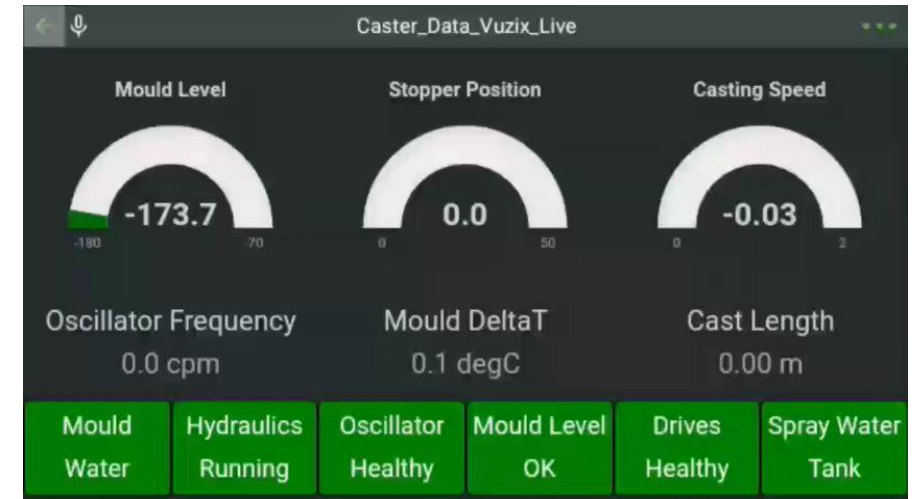 Caster_Data_Vuzix_Live
Mould Level
Stopper Position
Casting Speed
-173.7
0.0
-0.03
-180
-70
0
50
0
2
Oscillator Frequency
Mould DeltaT
Cast Length
0.0 cpm
0.1 degC
0.00 m
Mould
Water
Hydraulics
Running
Oscillator
Healthy
Mould Level
OK
Drives
Healthy
Spray Water
Tank